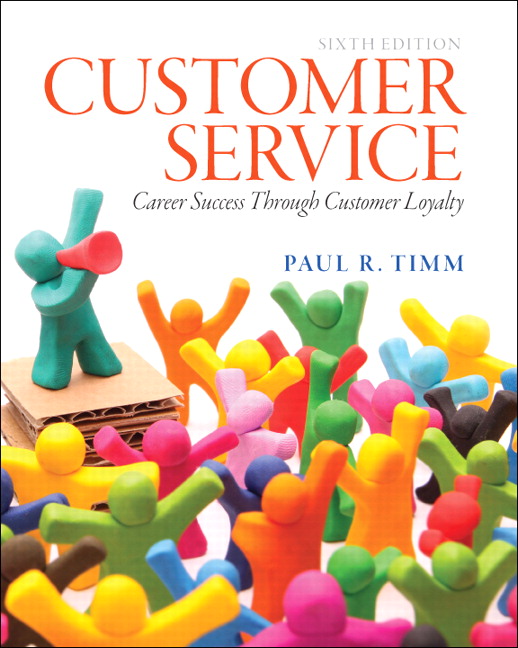 SIXTH EDITION
CUSTOMER
SERVICE
Career Success Through Customer Loyalty
PAUL R. TIMM